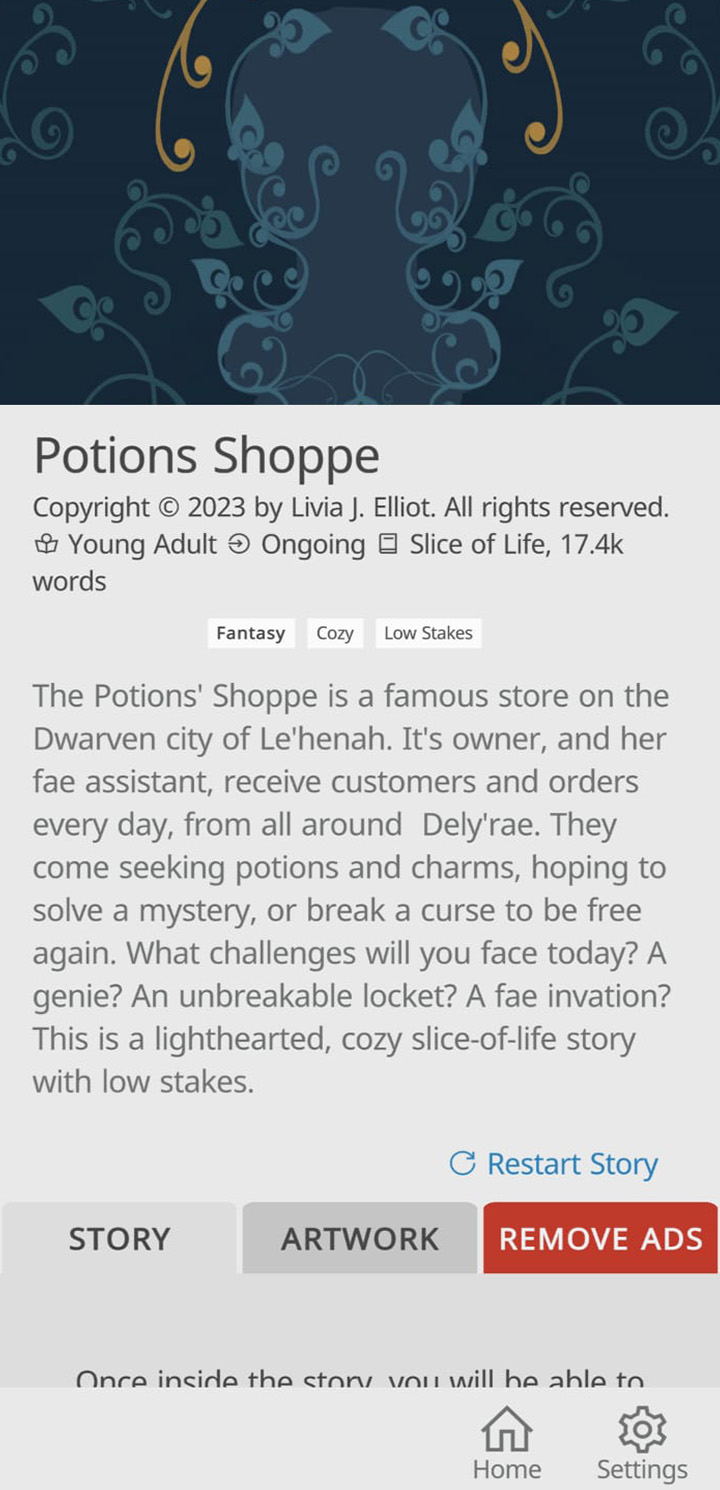 Potions Shoppe
Copyright © 2023 by Livia J. Elliot. All rights reserved.
Young Adult Ongoing Slice of Life, 17.4k
words
Fantasy Cozy Low Stakes
The Potions' Shoppe is a famous store on the
Dwarven city of Le'henah. It's owner, and her
fae assistant, receive customers and orders
every day, from all around  Dely'rae. They
come seeking potions and charms, hoping to
solve a mystery, or break a curse to be free
again. What challenges will you face today? A
genie? An unbreakable locket? A fae invation?
This is a lighthearted, cozy slice-of-life story
with low stakes.
Restart Story
STORY ARTWORK REMOVE ADS
Once inside the story, you will be able to
Home Settings